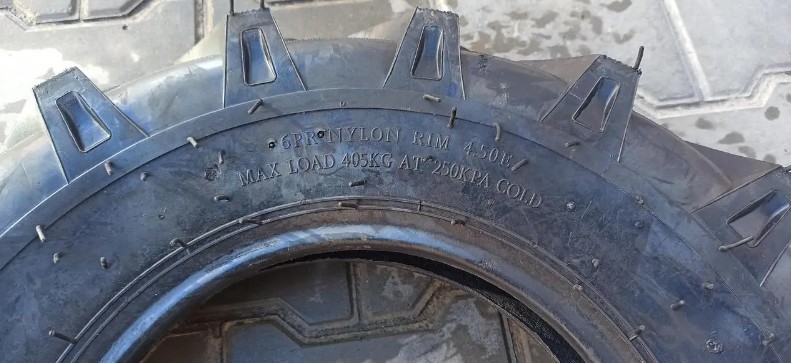 6PR NYLON RIM 4.50E
MAX LOAD 405KG AT 250KPA COLD